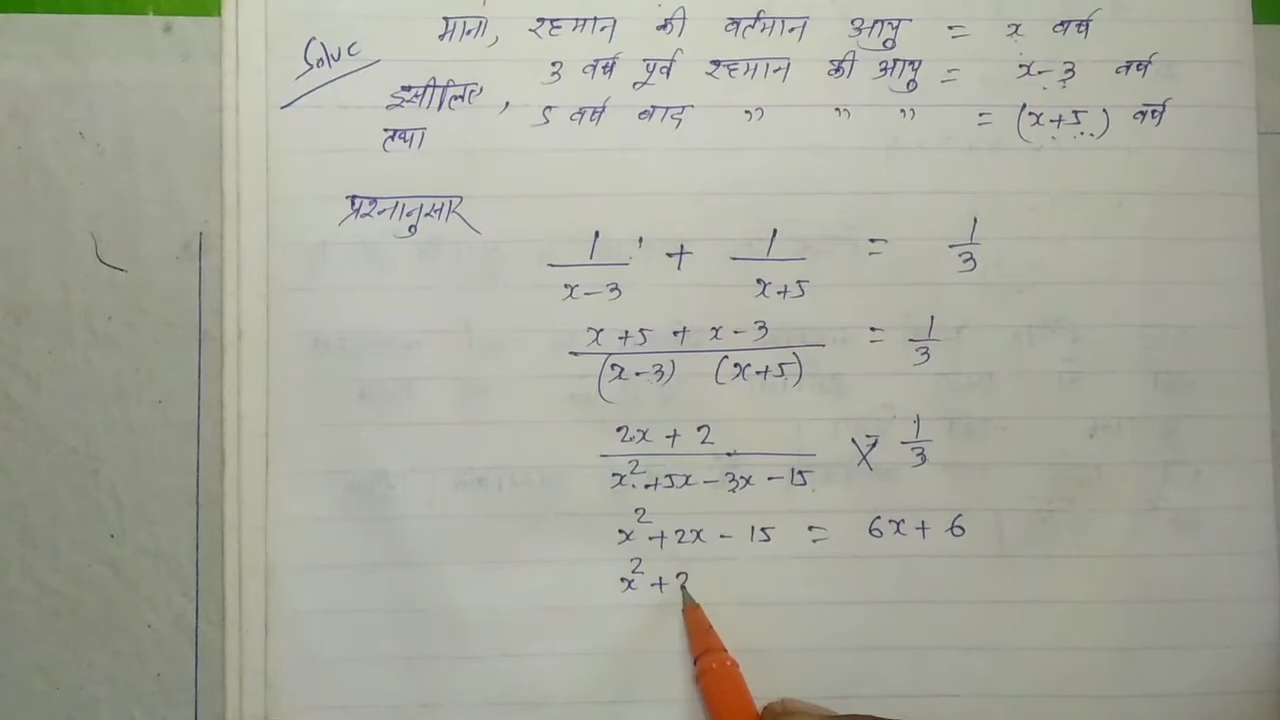 Solve
माना, रहमान की वर्तमान आयु = x वर्ष
इसीलिए, 3 वर्ष पूर्व रहमान की आयु = x-3 वर्ष
तथा 5 वर्ष बाद " " " = (x+5) वर्ष
प्रश्नानुसार
1/(x-3) + 1/(x+5) = 1/3
(x+5+x-3)/((x-3)(x+5)) = 1/3
(2x+2)/(x²+5x-3x-15) = 1/3
x²+2x-15 = 6x+6
x²+2